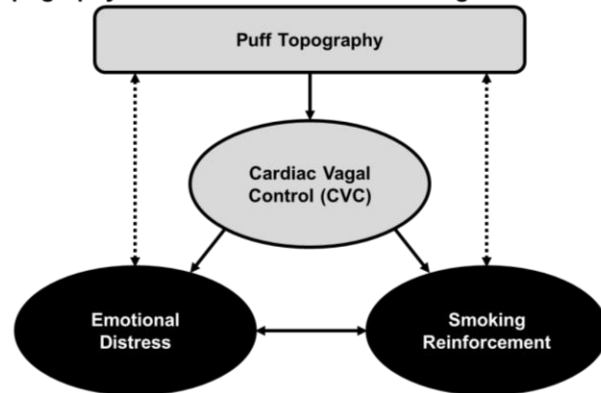 Puff Topography
Cardiac Vagal
Control (CVC)
Emotional
Distress
Smoking
Reinforcement